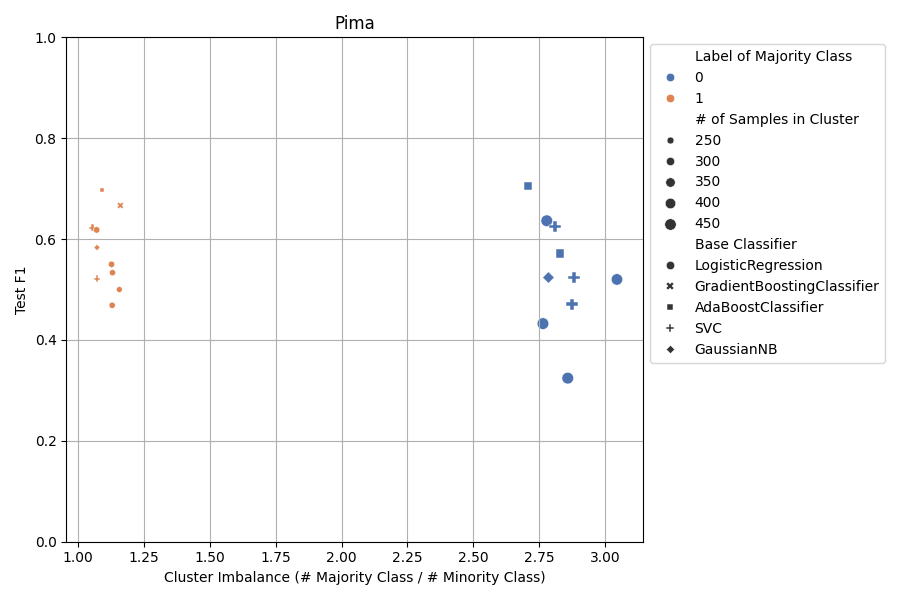 Pima
1.0
0.8
0.6
0.4
0.2
0.0
Test F1
1.00 1.25 1.50 1.75 2.00 2.25 2.50 2.75 3.00
Cluster Imbalance (# Majority Class / # Minority Class)
Label of Majority Class
0
1
# of Samples in Cluster
250
300
350
400
450
Base Classifier
LogisticRegression
GradientBoostingClassifier
AdaBoostClassifier
SVC
GaussianNB